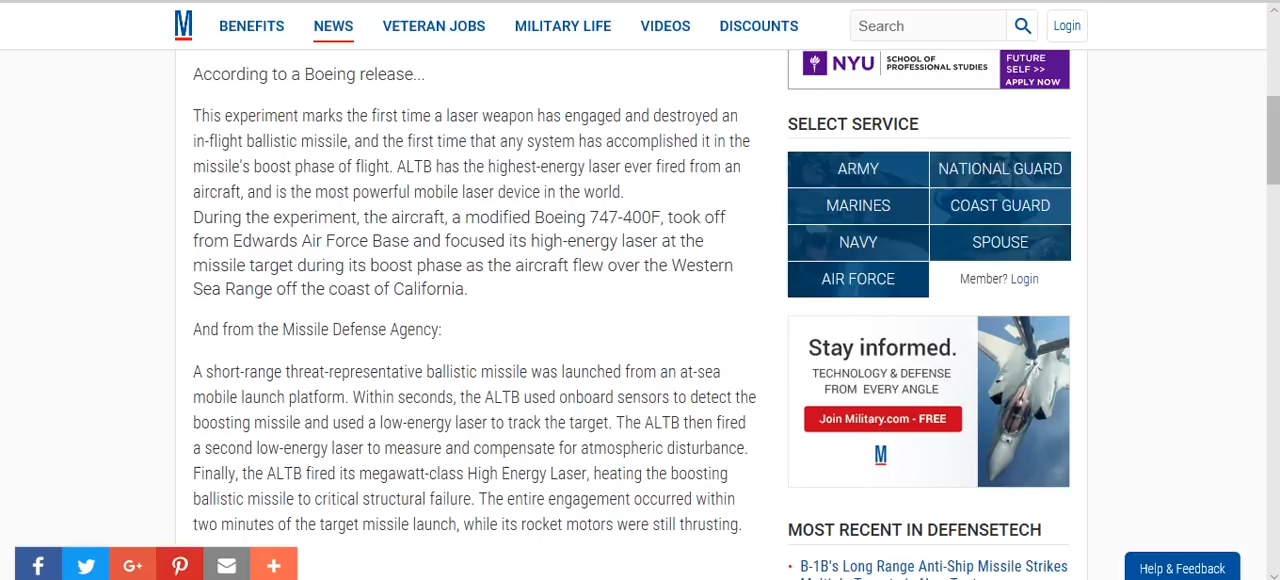 M BENEFITS NEWS VETERAN JOBS MILITARY LIFE VIDEOS DISCOUNTS Search Login
According to a Boeing release...
This experiment marks the first time a laser weapon has engaged and destroyed an
in-flight ballistic missile, and the first time that any system has accomplished it in the
missile's boost phase of flight. ALTB has the highest-energy laser ever fired from an
aircraft, and is the most powerful mobile laser device in the world.
During the experiment, the aircraft, a modified Boeing 747-400F, took off
from Edwards Air Force Base and focused its high-energy laser at the
missile target during its boost phase as the aircraft flew over the Western
Sea Range off the coast of California.
And from the Missile Defense Agency:
A short-range threat-representative ballistic missile was launched from an at-sea
mobile launch platform. Within seconds, the ALTB used onboard sensors to detect the
boosting missile and used a low-energy laser to track the target. The ALTB then fired
a second low-energy laser to measure and compensate for atmospheric disturbance.
Finally, the ALTB fired its megawatt-class High Energy Laser, heating the boosting
ballistic missile to critical structural failure. The entire engagement occurred within
two minutes of the target missile launch, while its rocket motors were still thrusting.
NYU
SCHOOL OF
PROFESSIONAL STUDIES
FUTURE
SELF >>
APPLY NOW
SELECT SERVICE
ARMY NATIONAL GUARD
MARINES COAST GUARD
NAVY SPOUSE
AIR FORCE Member? Login
Stay informed.
TECHNOLOGY & DEFENSE
FROM EVERY ANGLE
Join Military.com - FREE
M
MOST RECENT IN DEFENSETECH
• B-1B's Long Range Anti-Ship Missile Strikes
f G+ +
Help & Feedback